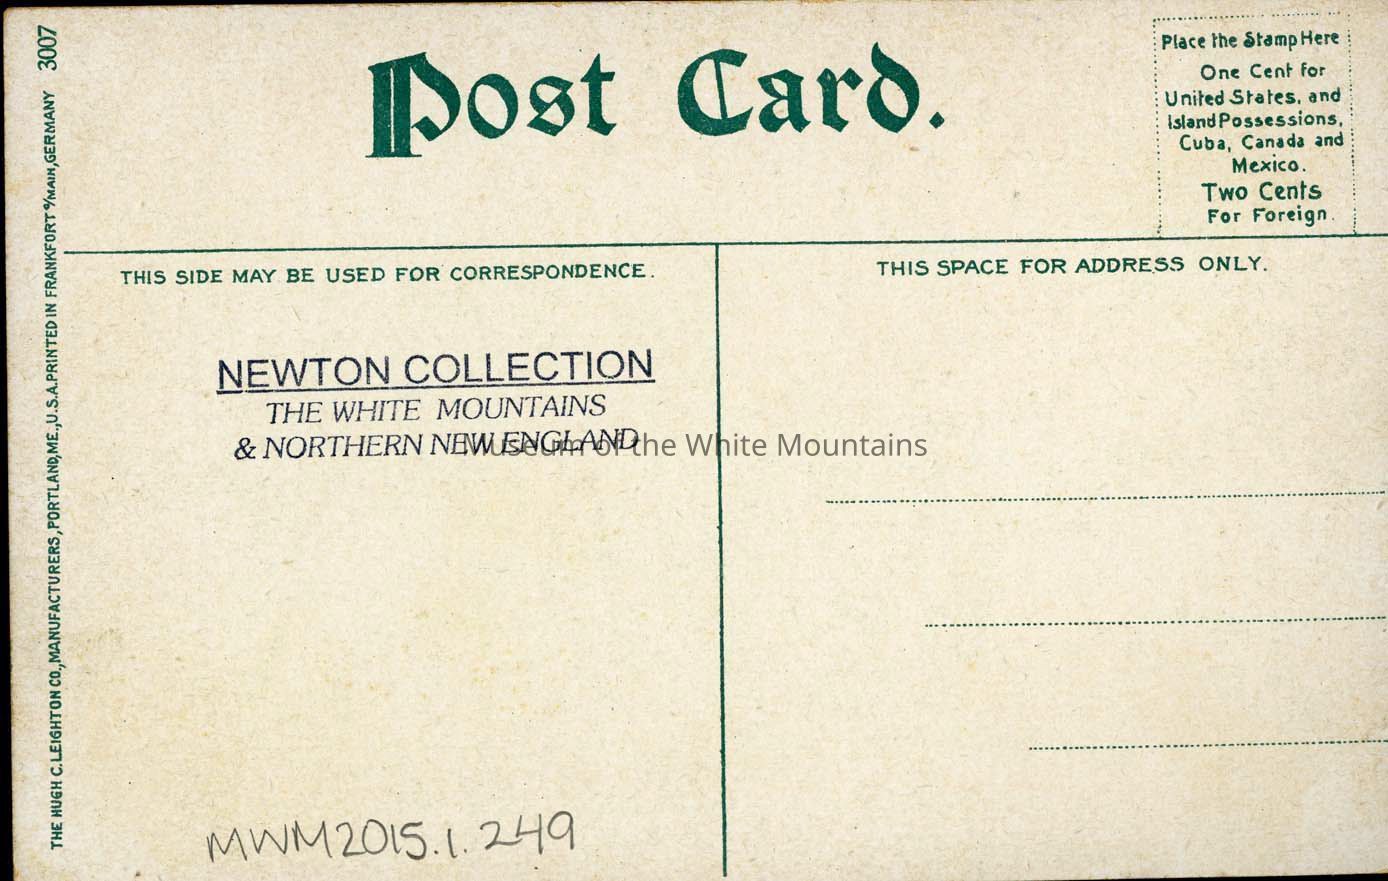 Post Card.
Place the Stamp Here
One Cent for
United States, and
Island Possessions,
Cuba, Canada and
Mexico.
Two Cents
For Foreign.
THIS SIDE MAY BE USED FOR CORRESPONDENCE.
THIS SPACE FOR ADDRESS ONLY.
NEWTON COLLECTION
THE WHITE MOUNTAINS
& NORTHERN NEW ENGLAND
Museum of the White Mountains
MWM2015.1.249
THE HUGH C. LEIGHTON CO., MANUFACTURERS, PORTLAND, ME., U.S.A. PRINTED IN FRANKFORT o/MAIN, GERMANY 3007